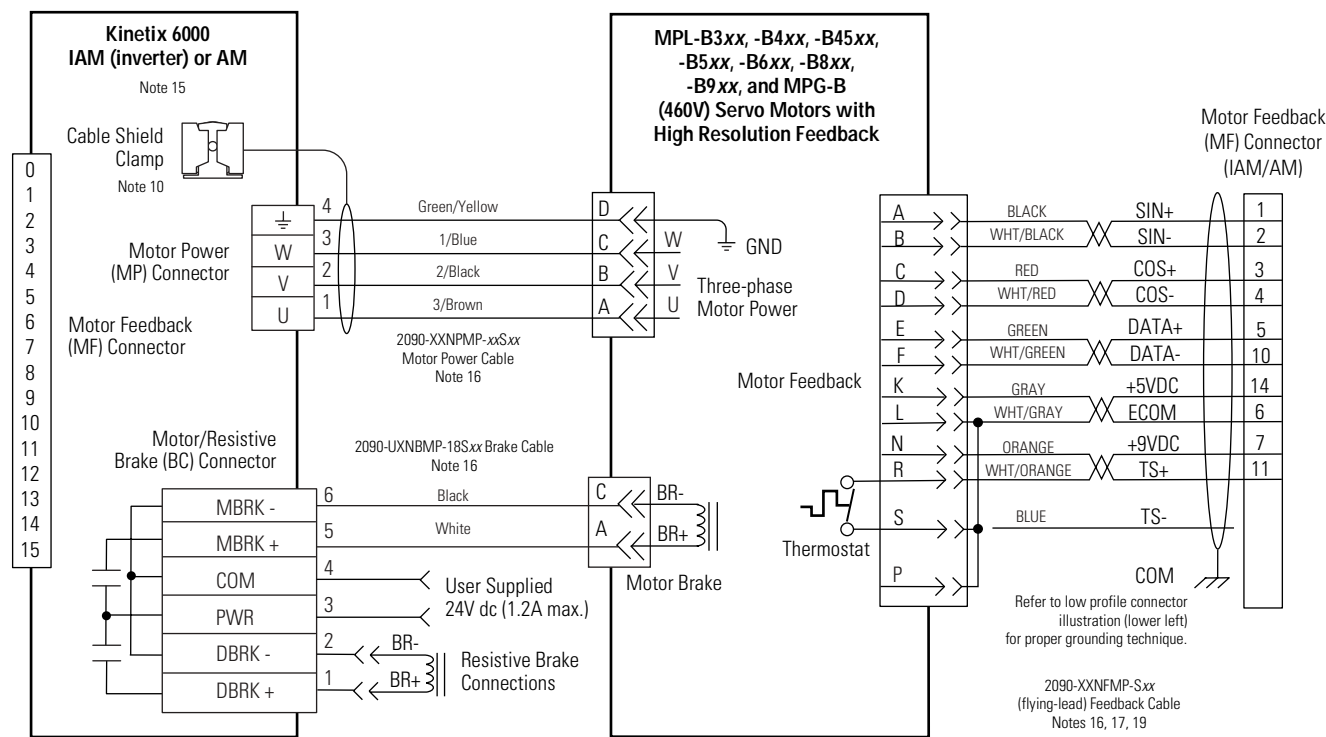 Kinetix 6000
IAM (inverter) or AM
Note 15
Cable Shield
Clamp
Note 10
0
1
2
3
4
5
6
7
8
9
10
11
12
13
14
15
Motor Power
(MP) Connector
Motor Feedback
(MF) Connector
W
V
U
4
3
2
1
Green/Yellow
1/Blue
2/Black
3/Brown
2090-XXNPMP-xxSxx
Motor Power Cable
Note 16
Motor/Resistive
Brake (BC) Connector
MBRK -
MBRK +
COM
PWR
DBRK -
DBRK +
6
5
4
3
2
1
2090-UXNBMP-18Sxx Brake Cable
Note 16
Black
White
User Supplied
24V dc (1.2A max.)
BR-
BR+
Resistive Brake
Connections
MPL-B3xx, -B4xx, -B45xx,
-B5xx, -B6xx, -B8xx,
-B9xx, and MPG-B
(460V) Servo Motors with
High Resolution Feedback
D
C
B
A
W
V
U
GND
Three-phase
Motor Power
C
A
BR-
BR+
Motor Brake
Motor Feedback
Thermostat
A
B
C
D
E
F
K
L
N
R
S
P
BLACK
WHT/BLACK
RED
WHT/RED
GREEN
WHT/GREEN
GRAY
WHT/GRAY
ORANGE
WHT/ORANGE
BLUE
SIN+
SIN-
COS+
COS-
DATA+
DATA-
+5VDC
ECOM
+9VDC
TS+
TS-
COM
Motor Feedback
(MF) Connector
(IAM/AM)
1
2
3
4
5
10
14
6
7
11
Refer to low profile connector
illustration (lower left)
for proper grounding technique.
2090-XXNFMP-Sxx
(flying-lead) Feedback Cable
Notes 16, 17, 19